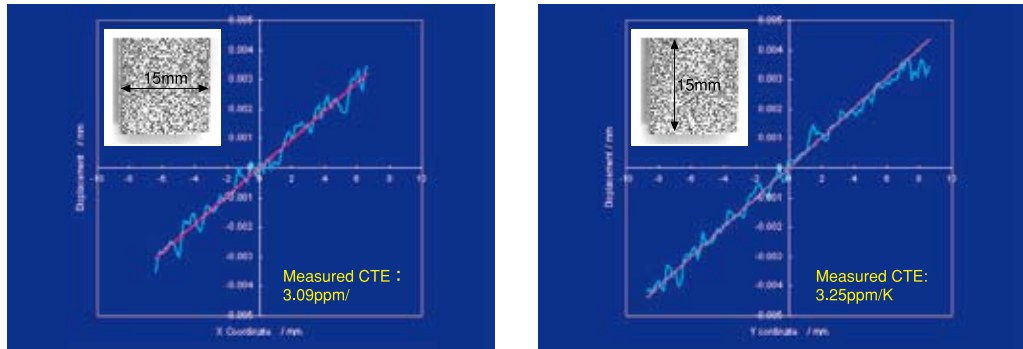 0.005
0.004
0.003
0.002
0.001
-10 -8 -6 -4 -2 0 2 4 6 8 10
-0.001
-0.002
-0.003
-0.004
-0.005
Displacement / mm
X Coordinate / mm
15mm
Measured CTE：
3.09ppm/
0.005
0.004
0.003
0.002
0.001
-10 -8 -6 -4 -2 0 2 4 6 8 10
-0.001
-0.002
-0.003
-0.004
-0.005
Displacement / mm
Y cordinate / mm
15mm
Measured CTE:
3.25ppm/K